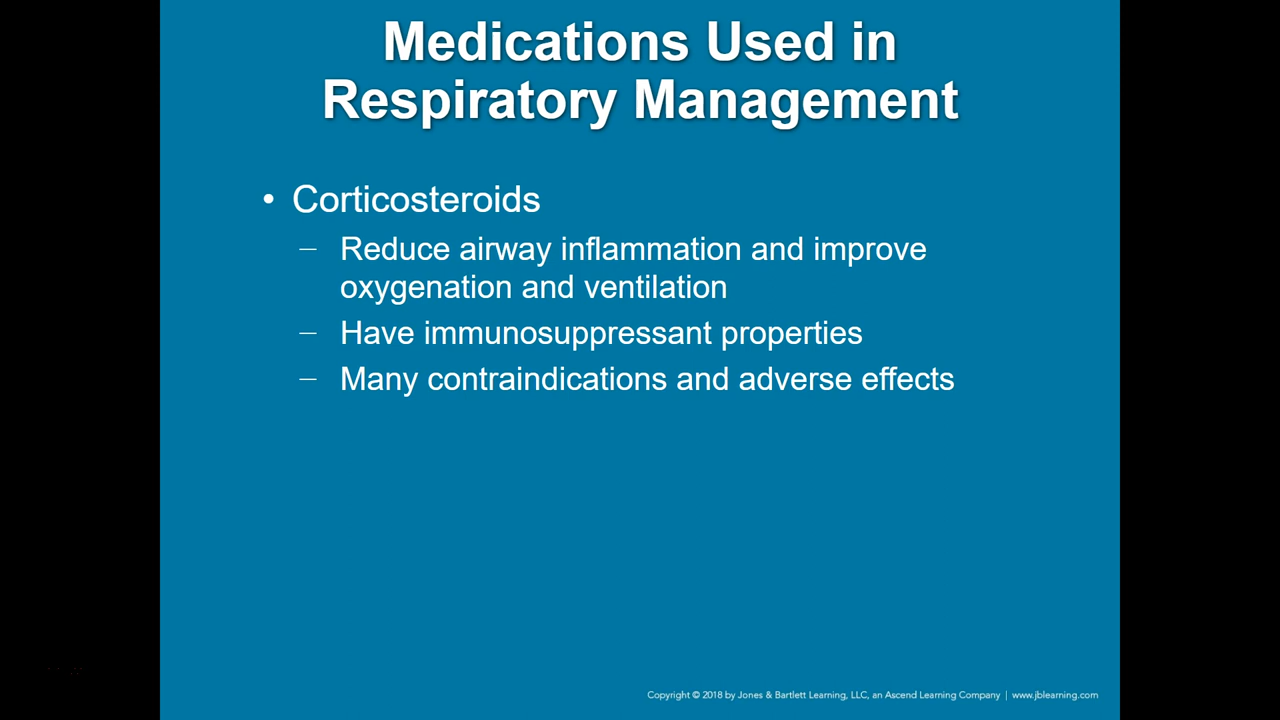 Medications Used in
Respiratory Management
• Corticosteroids
– Reduce airway inflammation and improve
oxygenation and ventilation
– Have immunosuppressant properties
– Many contraindications and adverse effects
Copyright © 2018 by Jones & Bartlett Learning, LLC, an Ascend Learning Company | www.jblearning.com